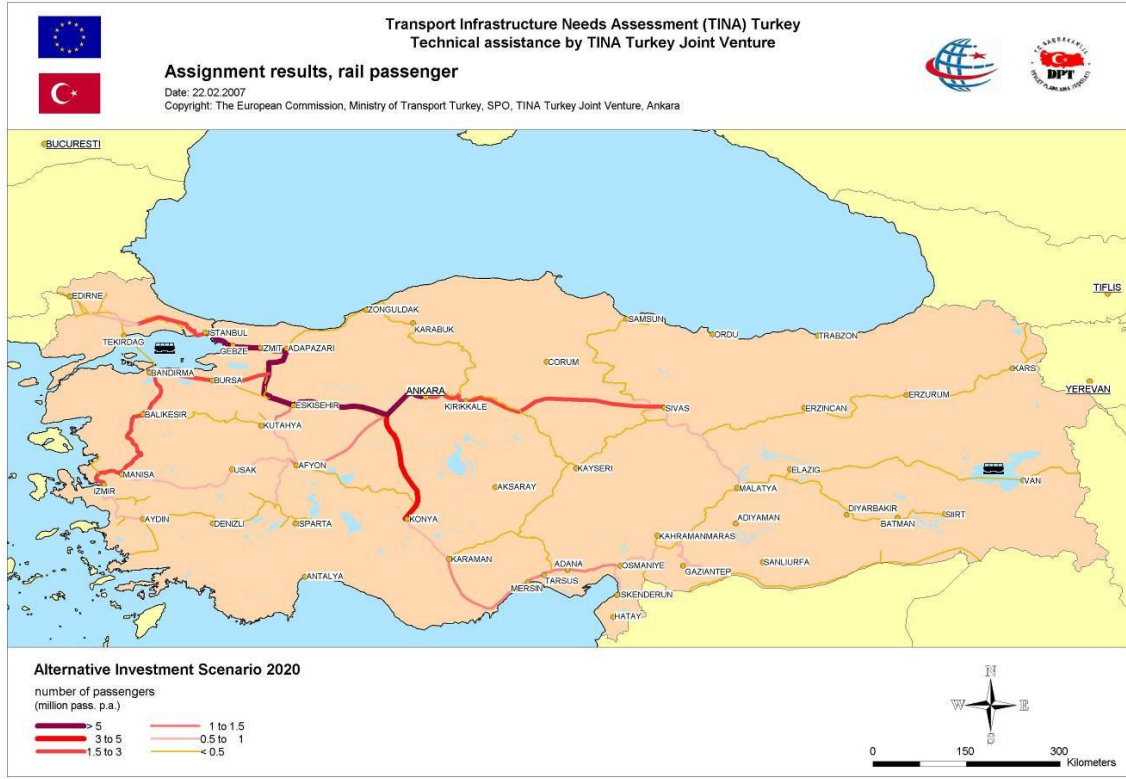 Transport Infrastructure Needs Assessment (TINA) Turkey
Technical assistance by TINA Turkey Joint Venture
Assignment results, rail passenger
Date: 22.02.2007
Copyright: The European Commission, Ministry of Transport Turkey, SPO, TINA Turkey Joint Venture, Ankara
DPT
BUCURESTI
TIFLIS
EDIRNE
ZONGULDAK
SAMSUN
KARABUK
ISTANBUL
ORDU
TRABZON
TEKIRDAG
GEBZE
IZMIT
ADAPAZARI
CORUM
KARS
BANDIRMA
BURSA
YEREVAN
ANKARA
ERZURUM
ESKISEHIR
KIRIKKALE
SIVAS
ERZINCAN
BALIKESIR
KUTAHYA
MANISA
USAK
AFYON
KAYSERI
ELAZIG
VAN
IZMIR
AKSARAY
MALATYA
AYDIN
DENIZLI
ISPARTA
KONYA
ADIYAMAN
DIYARBAKIR
BATMAN
SIIRT
KAHRAMANMARAS
KARAMAN
ADANA
OSMANIYE
GAZIANTEP
SANLIURFA
ANTALYA
MERSIN
TARSUS
ISKENDERUN
HATAY
Alternative Investment Scenario 2020
number of passengers
(million pass. p.a.)
> 5
1 to 1.5
3 to 5
0.5 to 1
1.5 to 3
< 0.5
N
W E
S
0 150 300
Kilometers